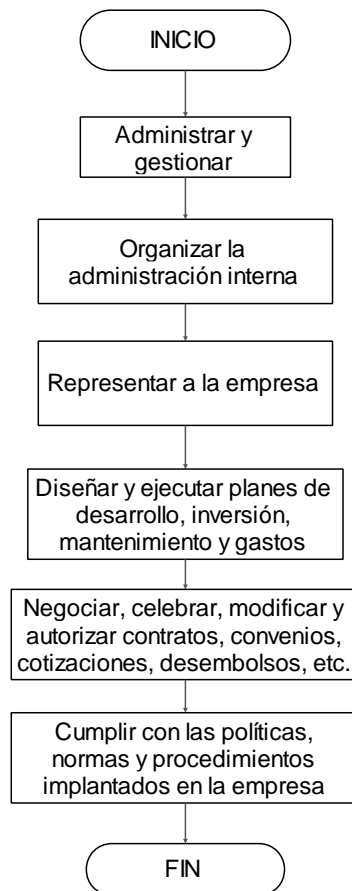 INICIO
Administrar y
gestionar
Organizar la
administración interna
Representar a la empresa
Diseñar y ejecutar planes de
desarrollo, inversión,
mantenimiento y gastos
Negociar, celebrar, modificar y
autorizar contratos, convenios,
cotizaciones, desembolsos, etc.
Cumplir con las políticas,
normas y procedimientos
implantados en la empresa
FIN